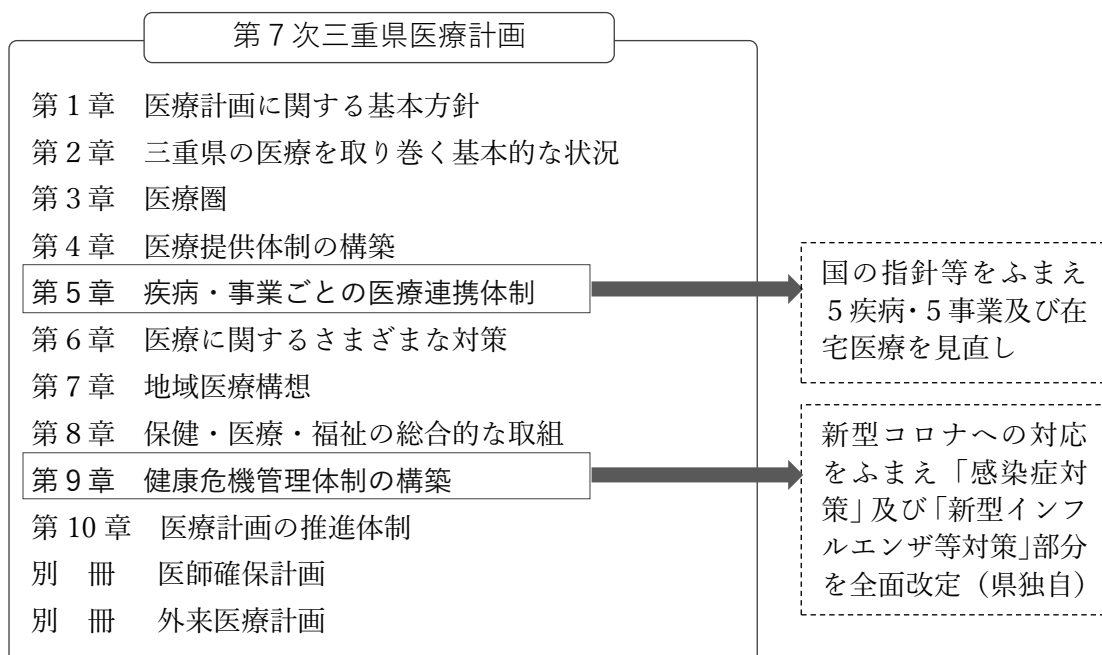 第７次三重県医療計画
第１章　医療計画に関する基本方針
第２章　三重県の医療を取り巻く基本的な状況
第３章　医療圏
第４章　医療提供体制の構築
第５章　疾病・事業ごとの医療連携体制
第６章　医療に関するさまざまな対策
第７章　地域医療構想
第８章　保健・医療・福祉の総合的な取組
第９章　健康危機管理体制の構築
第10章　医療計画の推進体制
別　冊　医師確保計画
別　冊　外来医療計画
国の指針等をふまえ
５疾病・５事業及び在
宅医療を見直し
新型コロナへの対応
をふまえ「感染症対
策」及び「新型インフ
ルエンザ等対策」部分
を全面改定（県独自）